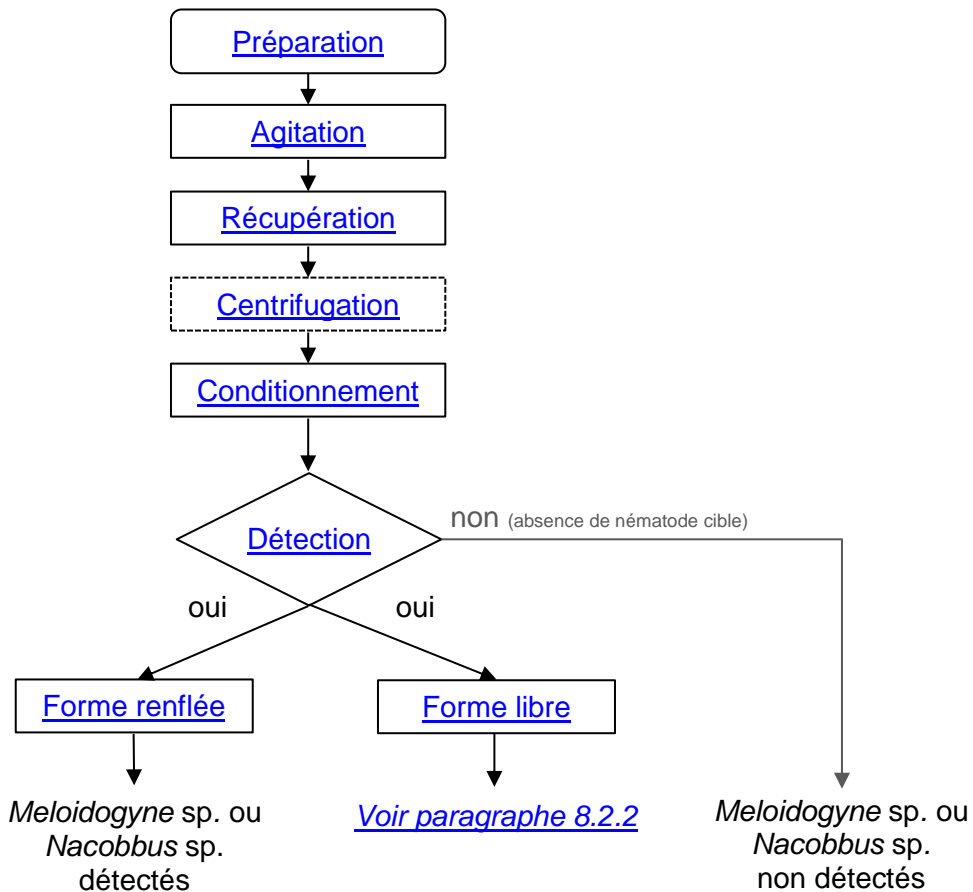 Préparation
Agitation
Récupération
Centrifugation
Conditionnement
non (absence de nématode cible)
Détection
oui
oui
Forme renflée
Forme libre
Meloidogyne sp. ou
Nacobbus sp.
détectés
Voir paragraphe 8.2.2
Meloidogyne sp. ou
Nacobbus sp.
non détectés